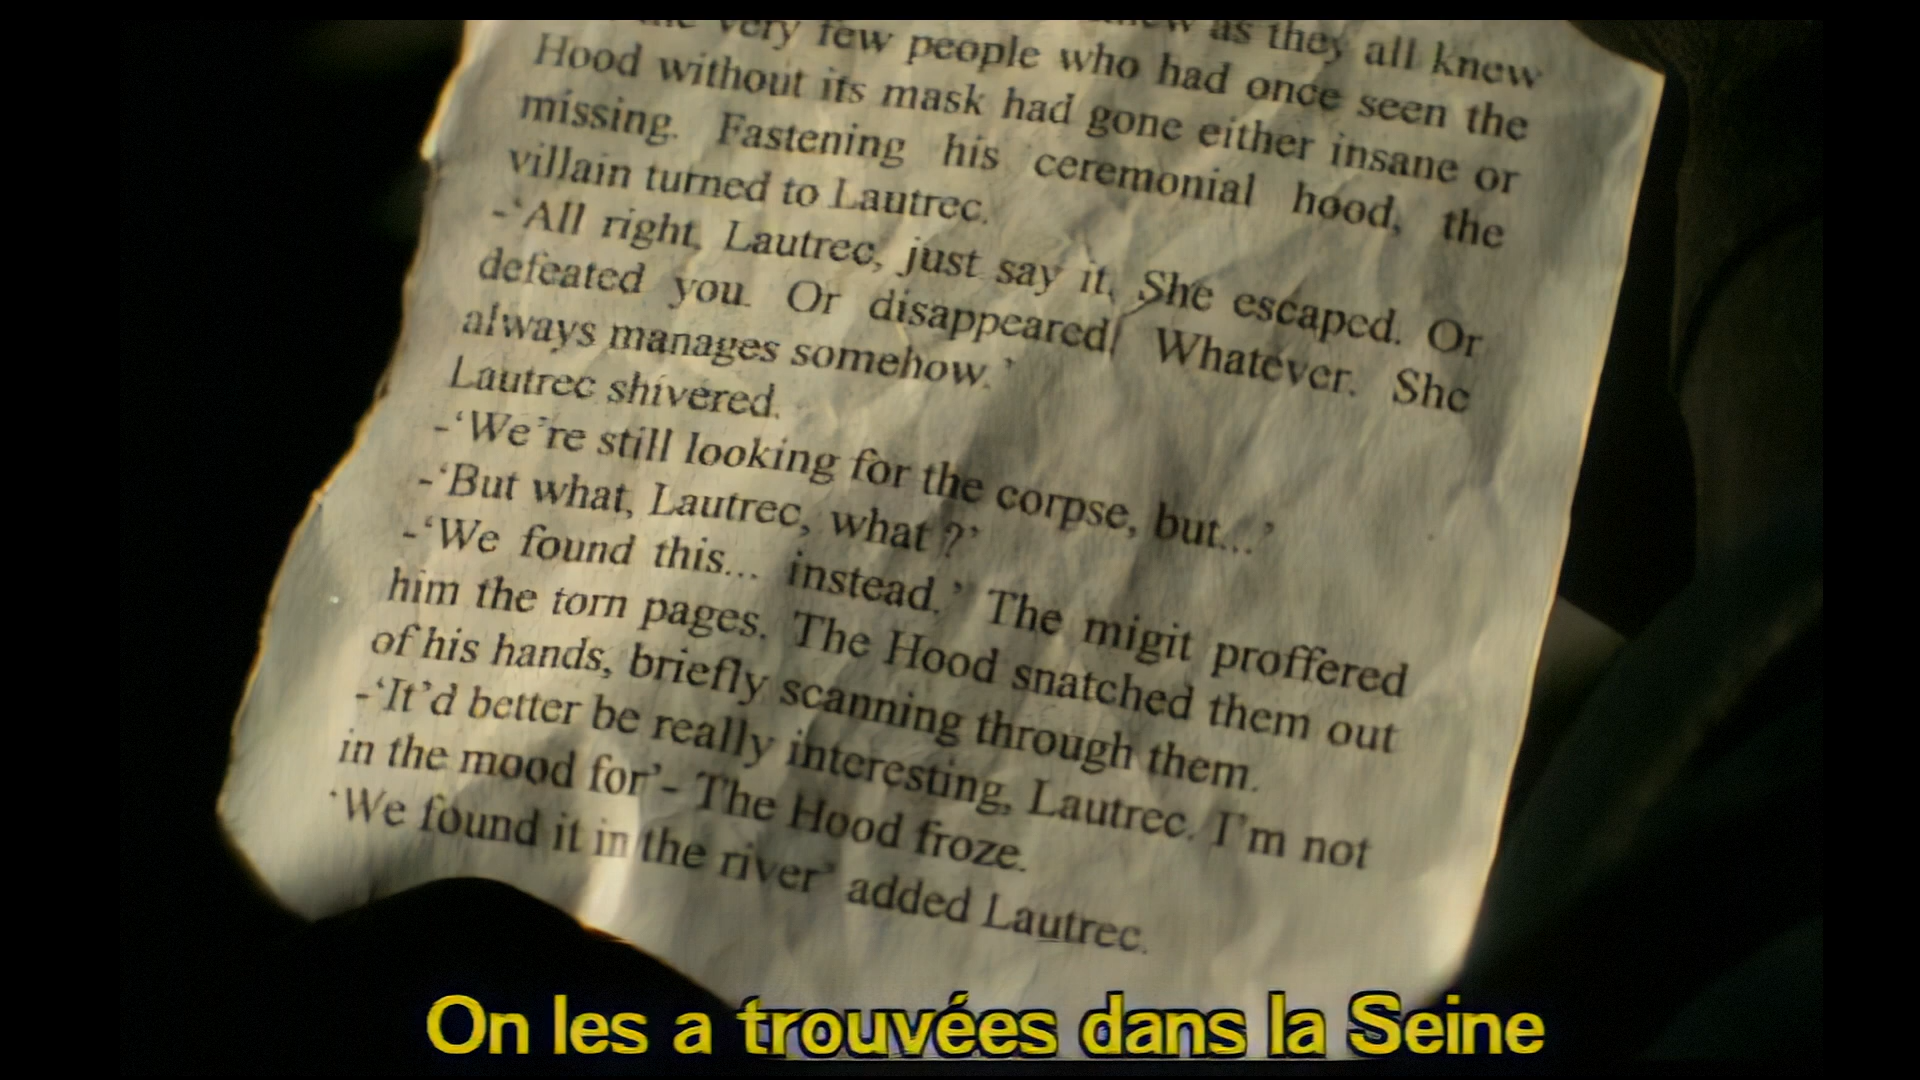 very few people who had once seen the
as they all knew
Hood without its mask had gone either insane or
missing. Fastening his ceremonial hood, the
villain turned to Lautrec.
-‘All right, Lautrec, just say it. She escaped. Or
defeated you. Or disappeared. Whatever. She
always manages somehow.’
Lautrec shivered.
-‘We’re still looking for the corpse, but...’
-‘But what, Lautrec, what ?’
-‘We found this... instead.’ The migit proffered
him the torn pages. The Hood snatched them out
of his hands, briefly scanning through them.
-‘It’d better be really interesting, Lautrec. I’m not
in the mood for’- The Hood froze.
‘We found it in the river’ added Lautrec.
On les a trouvées dans la Seine